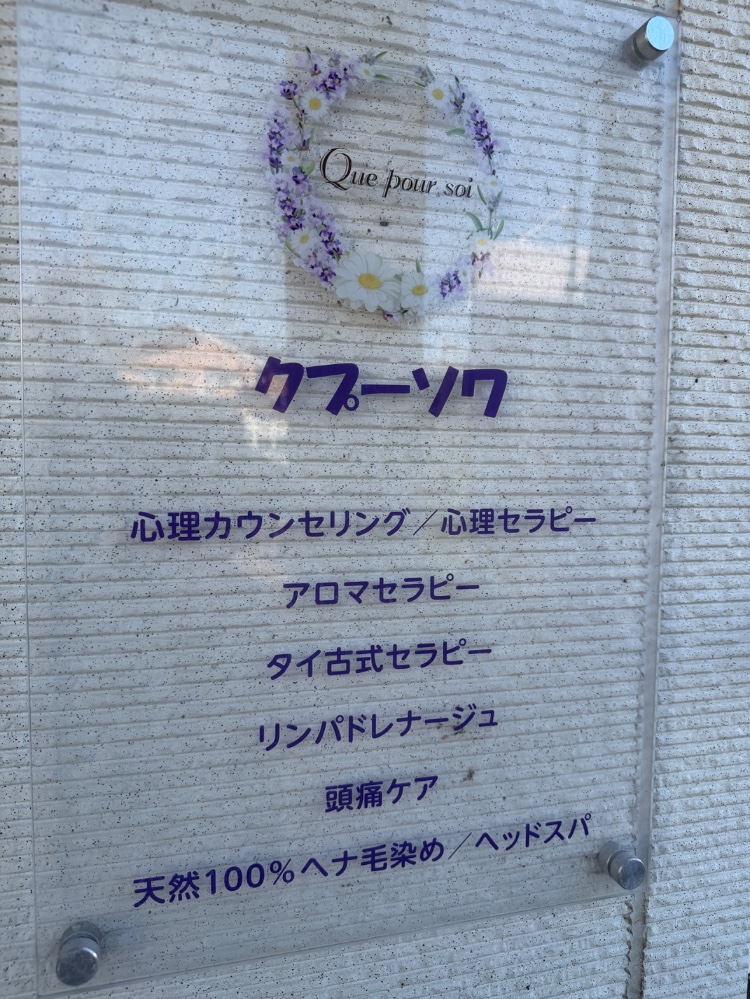 Que pour soi
クプーソワ
心理カウンセリング／心理セラピー
アロマセラピー
タイ古式セラピー
リンパドレナージュ
頭痛ケア
天然100%ヘナ毛染め／ヘッドスパ